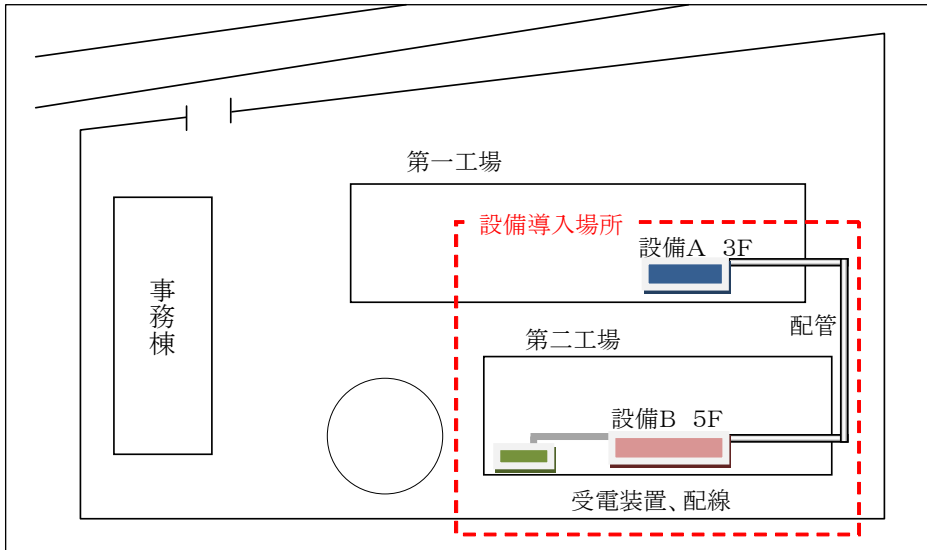 第一工場
設備導入場所
設備A 3F
事務棟
配管
第二工場
設備B 5F
受電装置、配線